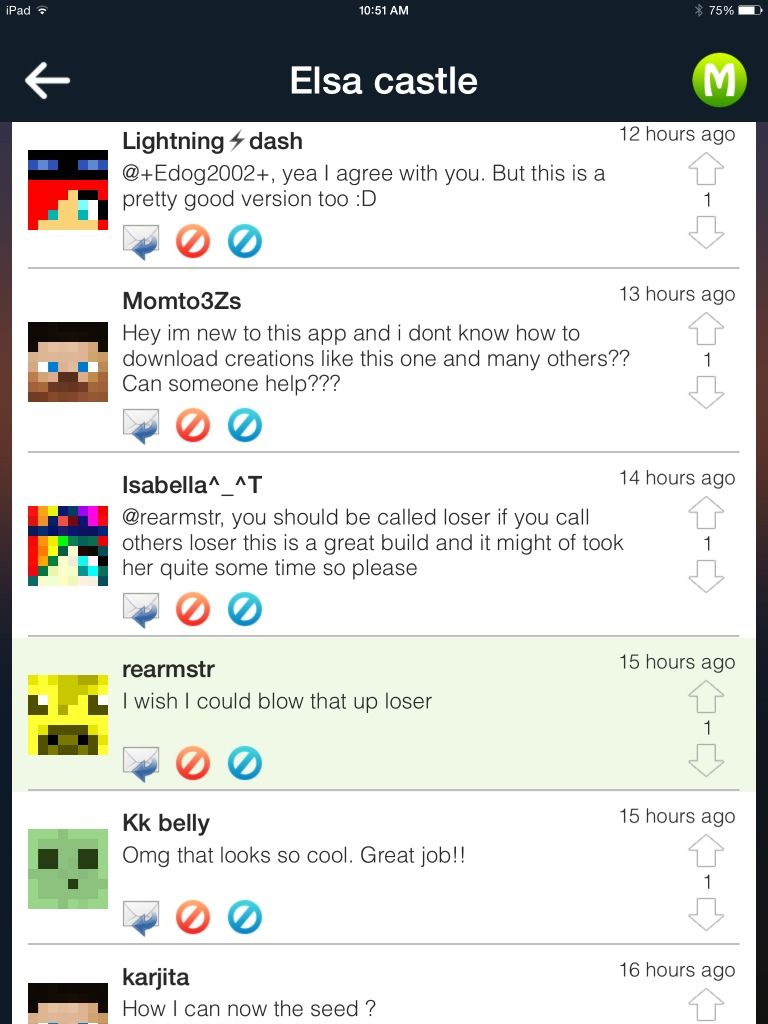 iPad 10:51 AM 75%
Elsa castle
M
Lightning⚡dash 12 hours ago
@+Edog2002+, yea I agree with you. But this is a
pretty good version too :D
1
Momto3Zs 13 hours ago
Hey im new to this app and i dont know how to
download creations like this one and many others??
Can someone help???
1
Isabella^_^T 14 hours ago
@rearmstr, you should be called loser if you call
others loser this is a great build and it might of took
her quite some time so please
1
rearmstr 15 hours ago
I wish I could blow that up loser
1
Kk belly 15 hours ago
Omg that looks so cool. Great job!!
1
karjita 16 hours ago
How I can now the seed ?